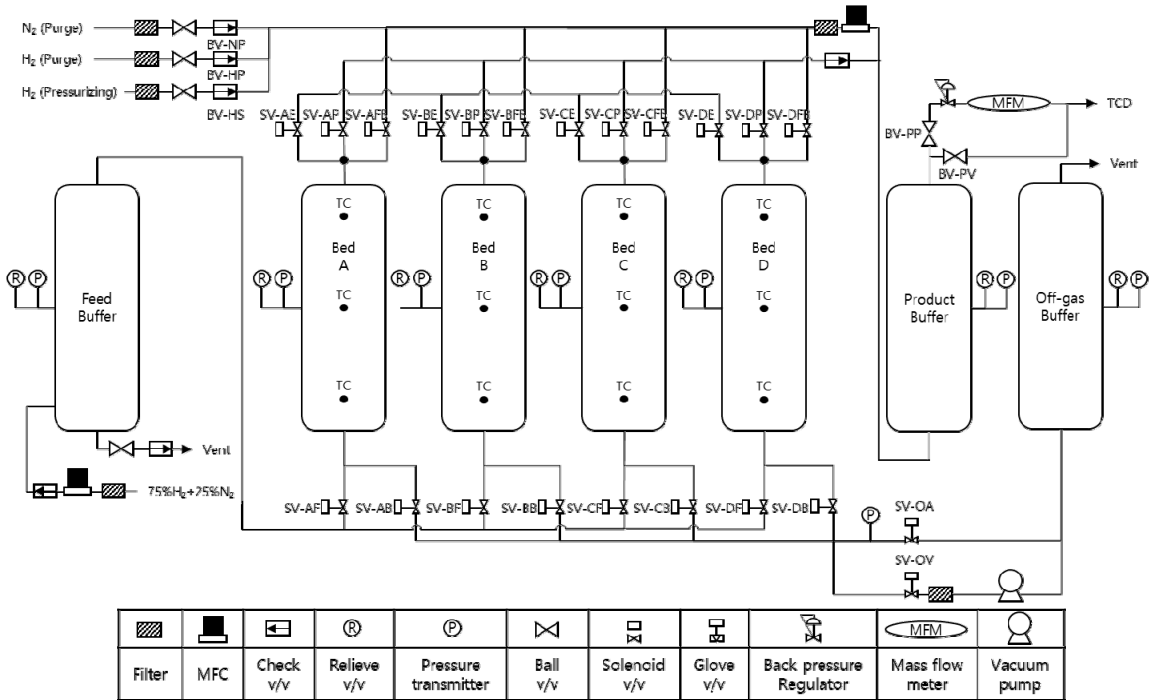 N₂ (Purge)
BV-NP
H₂ (Purge)
BV-HP
H₂ (Pressurizing)
BV-HS
SV-AE SV-AP SV-AFE SV-BE SV-BP SV-BFE SV-CE SV-CP SV-CFE SV-DE SV-DP SV-DFE
MFM
TCD
BV-PP
BV-PV
Vent
TC TC TC TC
Bed
A
Bed
B
Bed
C
Bed
D
R P
R P
R P
R P
R P
R P
R P
TC TC TC TC
Feed
Buffer
Product
Buffer
Off-gas
Buffer
TC TC TC TC
Vent
75%H₂+25%N₂
SV-AF SV-AB SV-BF SV-BB SV-CF SV-CB SV-DF SV-DB
P
SV-OA
SV-OV
R P MFM
Filter
MFC
Check
v/v
Relieve
v/v
Pressure
transmitter
Ball
v/v
Solenoid
v/v
Glove
v/v
Back pressure
Regulator
Mass flow
meter
Vacuum
pump